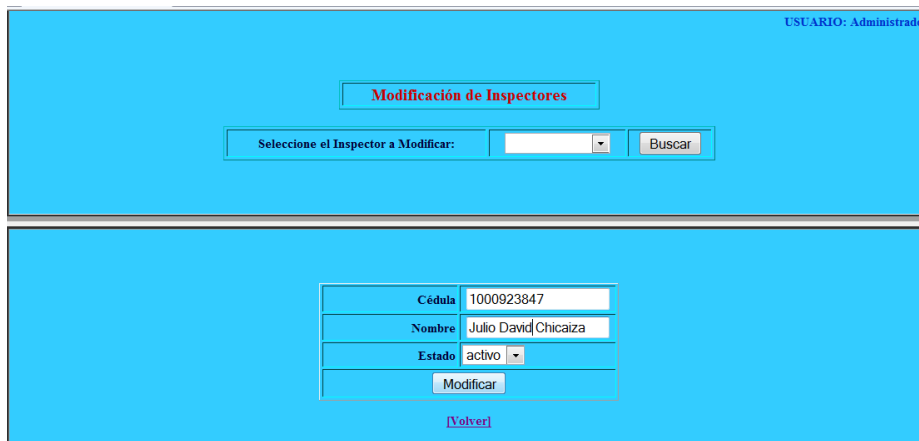 USUARIO: Administrado
Modificación de Inspectores
Seleccione el Inspector a Modificar: Buscar
Cédula 1000923847
Nombre Julio David Chicaiza
Estado activo
Modificar
[Volver]